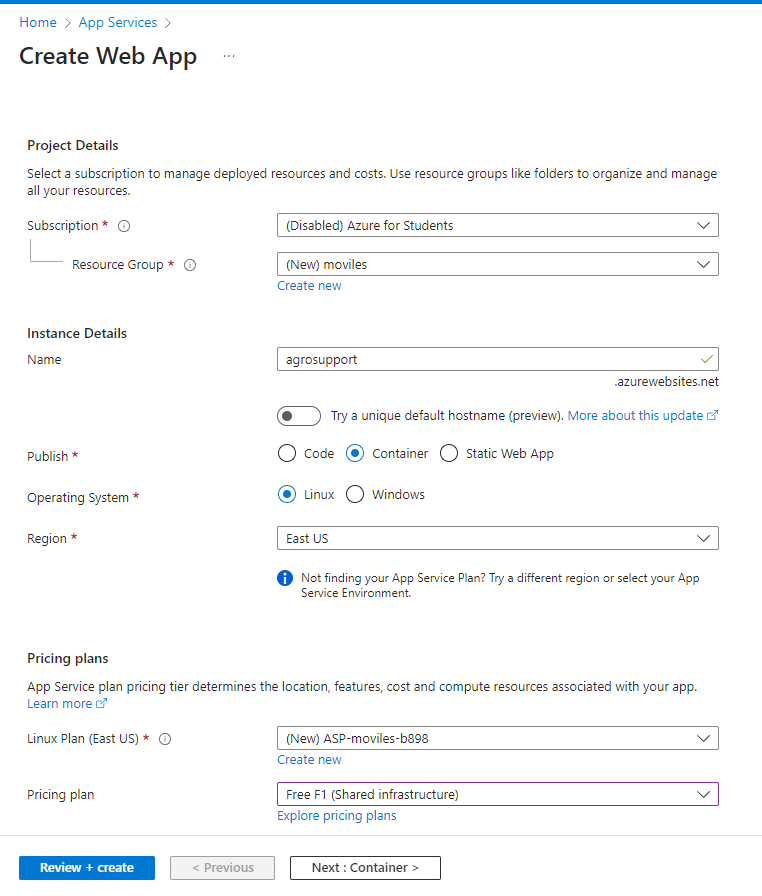 Home > App Services >
Create Web App ...
Project Details
Select a subscription to manage deployed resources and costs. Use resource groups like folders to organize and manage
all your resources.
Subscription *
(Disabled) Azure for Students
Resource Group *
(New) moviles
Create new
Instance Details
Name
agrosupport
.azurewebsites.net
Try a unique default hostname (preview). More about this update
Publish *
Code Container Static Web App
Operating System *
Linux Windows
Region *
East US
Not finding your App Service Plan? Try a different region or select your App
Service Environment.
Pricing plans
App Service plan pricing tier determines the location, features, cost and compute resources associated with your app.
Learn more
Linux Plan (East US) *
(New) ASP-moviles-b898
Create new
Pricing plan
Free F1 (Shared infrastructure)
Explore pricing plans
Review + create
< Previous
Next : Container >